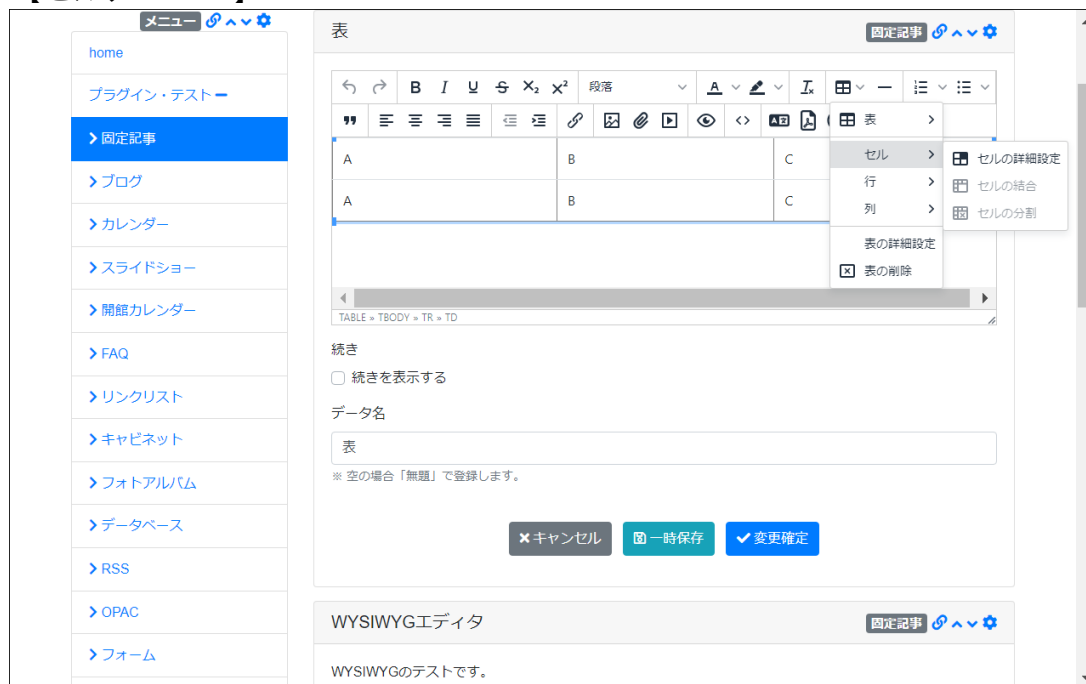 メニュー
home
プラグイン・テスト
固定記事
ブログ
カレンダー
スライドショー
開館カレンダー
FAQ
リンクリスト
キャビネット
フォトアルバム
データベース
RSS
OPAC
フォーム
表
固定記事
B I U S X₂ X² 段落 A Tx
A B C
A B C
表
セル
行
列
表の詳細設定
表の削除
セルの詳細設定
セルの結合
セルの分割
TABLE » TBODY » TR » TD
続き
続きを表示する
データ名
表
※ 空の場合「無題」で登録します。
キャンセル 一時保存 変更確定
WYSIWYGエディタ
固定記事
WYSIWYGのテストです。